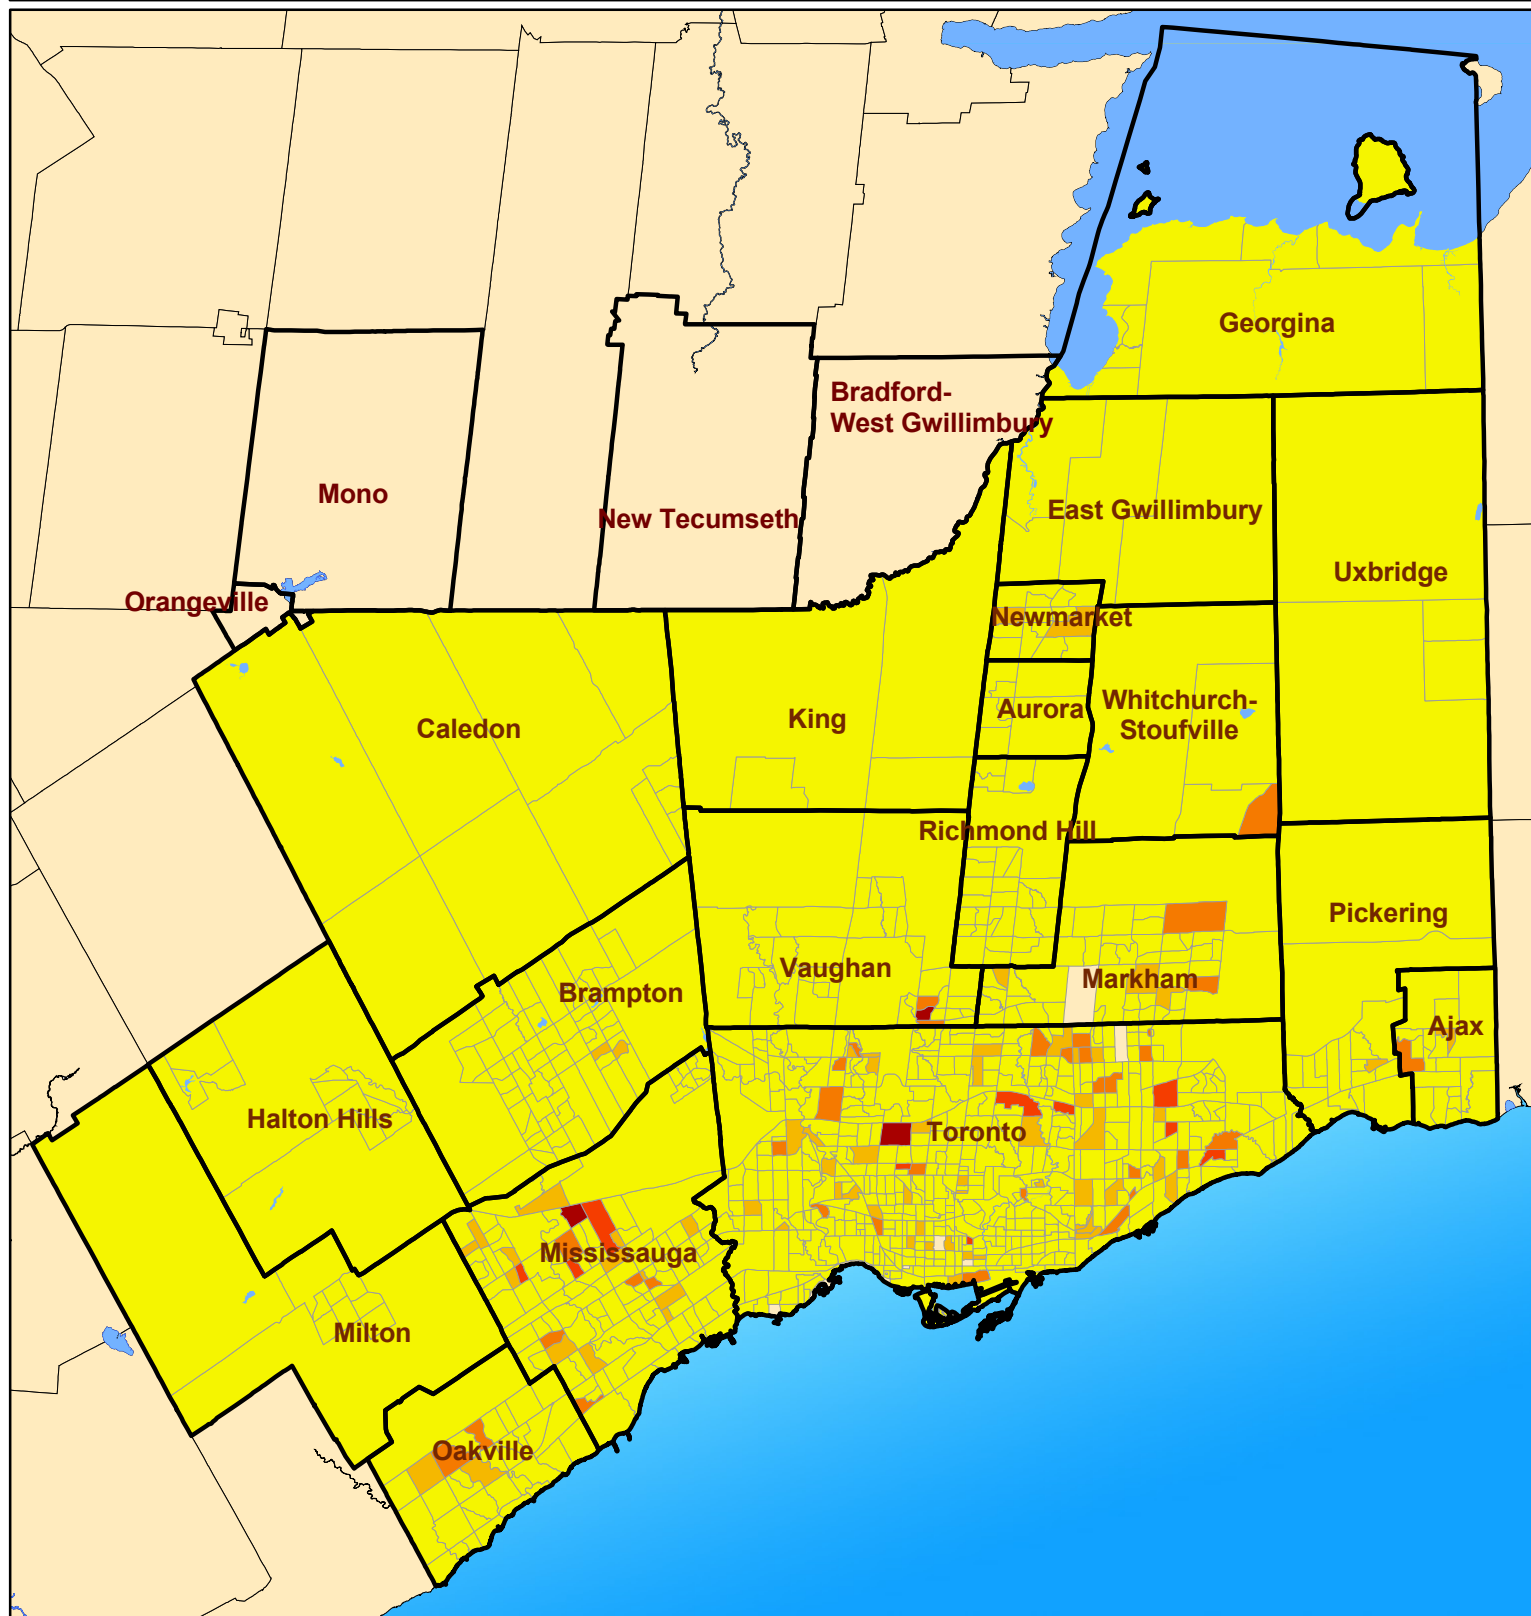 Georgina
Bradford-
West Gwillimbury
Mono
New Tecumseth
East Gwillimbury
Uxbridge
Orangeville
Newmarket
Caledon
King
Aurora
Whitchurch-
Stoufville
Richmond Hill
Pickering
Vaughan
Markham
Brampton
Ajax
Halton Hills
Toronto
Mississauga
Milton
Oakville